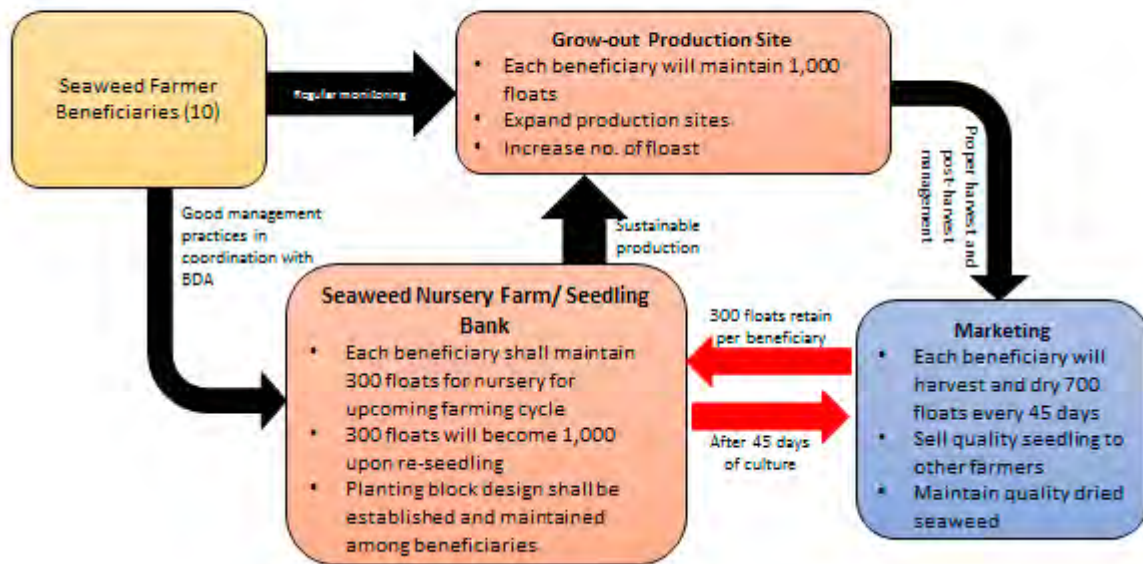 Seaweed Farmer
Beneficiaries (10)
Regular monitoring
Grow-out Production Site
• Each beneficiary will maintain 1,000
floats
• Expand production sites
• Increase no. of floast
Proper harvest and
post-harvest
management
Good management
practices in
coordination with
BDA
Sustainable
production
Seaweed Nursery Farm/ Seedling
Bank
• Each beneficiary shall maintain
300 floats for nursery for
upcoming farming cycle
• 300 floats will become 1,000
upon re-seedling
• Planting block design shall be
established and maintained
among beneficiaries
300 floats retain
per beneficiary
After 45 days
of culture
Marketing
• Each beneficiary will
harvest and dry 700
floats every 45 days
• Sell quality seedling to
other farmers
• Maintain quality dried
seaweed